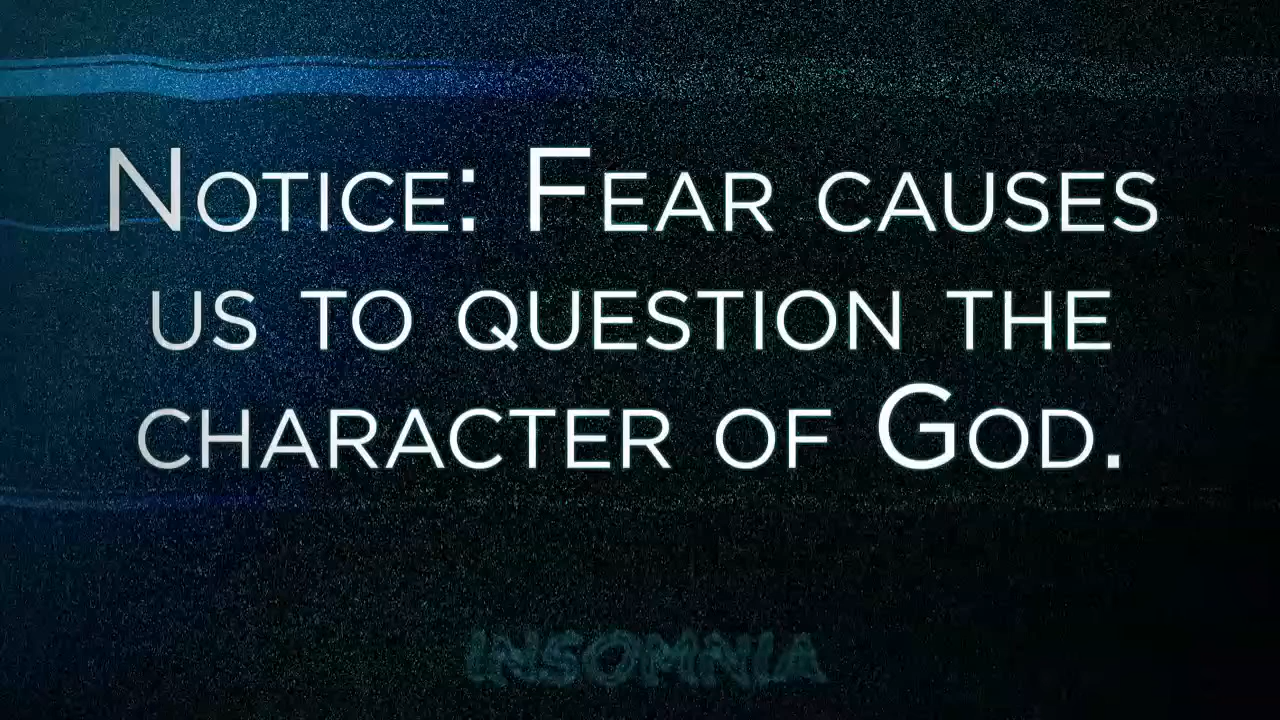 Notice: Fear causes
us to question the
character of God.
INSOMNIA